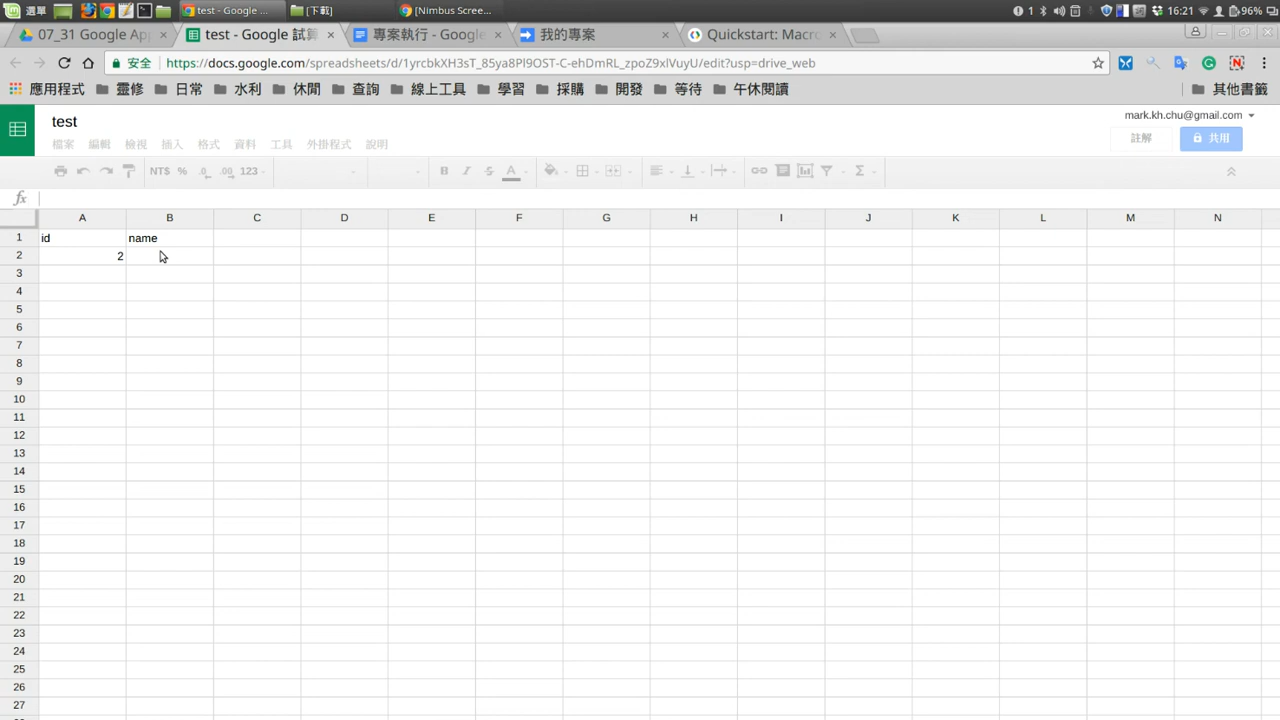 選單 test - Google ... [下載] [Nimbus Scree... 1 16:21 96%
07_31 Google App test - Google 試算 專案執行 - Google 我的專案 Quickstart: Macro
安全 https://docs.google.com/spreadsheets/d/1yrcbkXH3sT_85ya8Pl9OST-C-ehDmRL_zpoZ9xlVuyU/edit?usp=drive_web
應用程式 靈修 日常 水利 休閒 查詢 線上工具 學習 採購 開發 等待 午休閱讀 其他書籤
test mark.kh.chu@gmail.com
檔案 編輯 檢視 插入 格式 資料 工具 外掛程式 說明 註解 共用
NT$ % .0 .00 123 B I S A Σ
fx
A B C D E F G H I J K L M N
1 id name
2 2
3
4
5
6
7
8
9
10
11
12
13
14
15
16
17
18
19
20
21
22
23
24
25
26
27